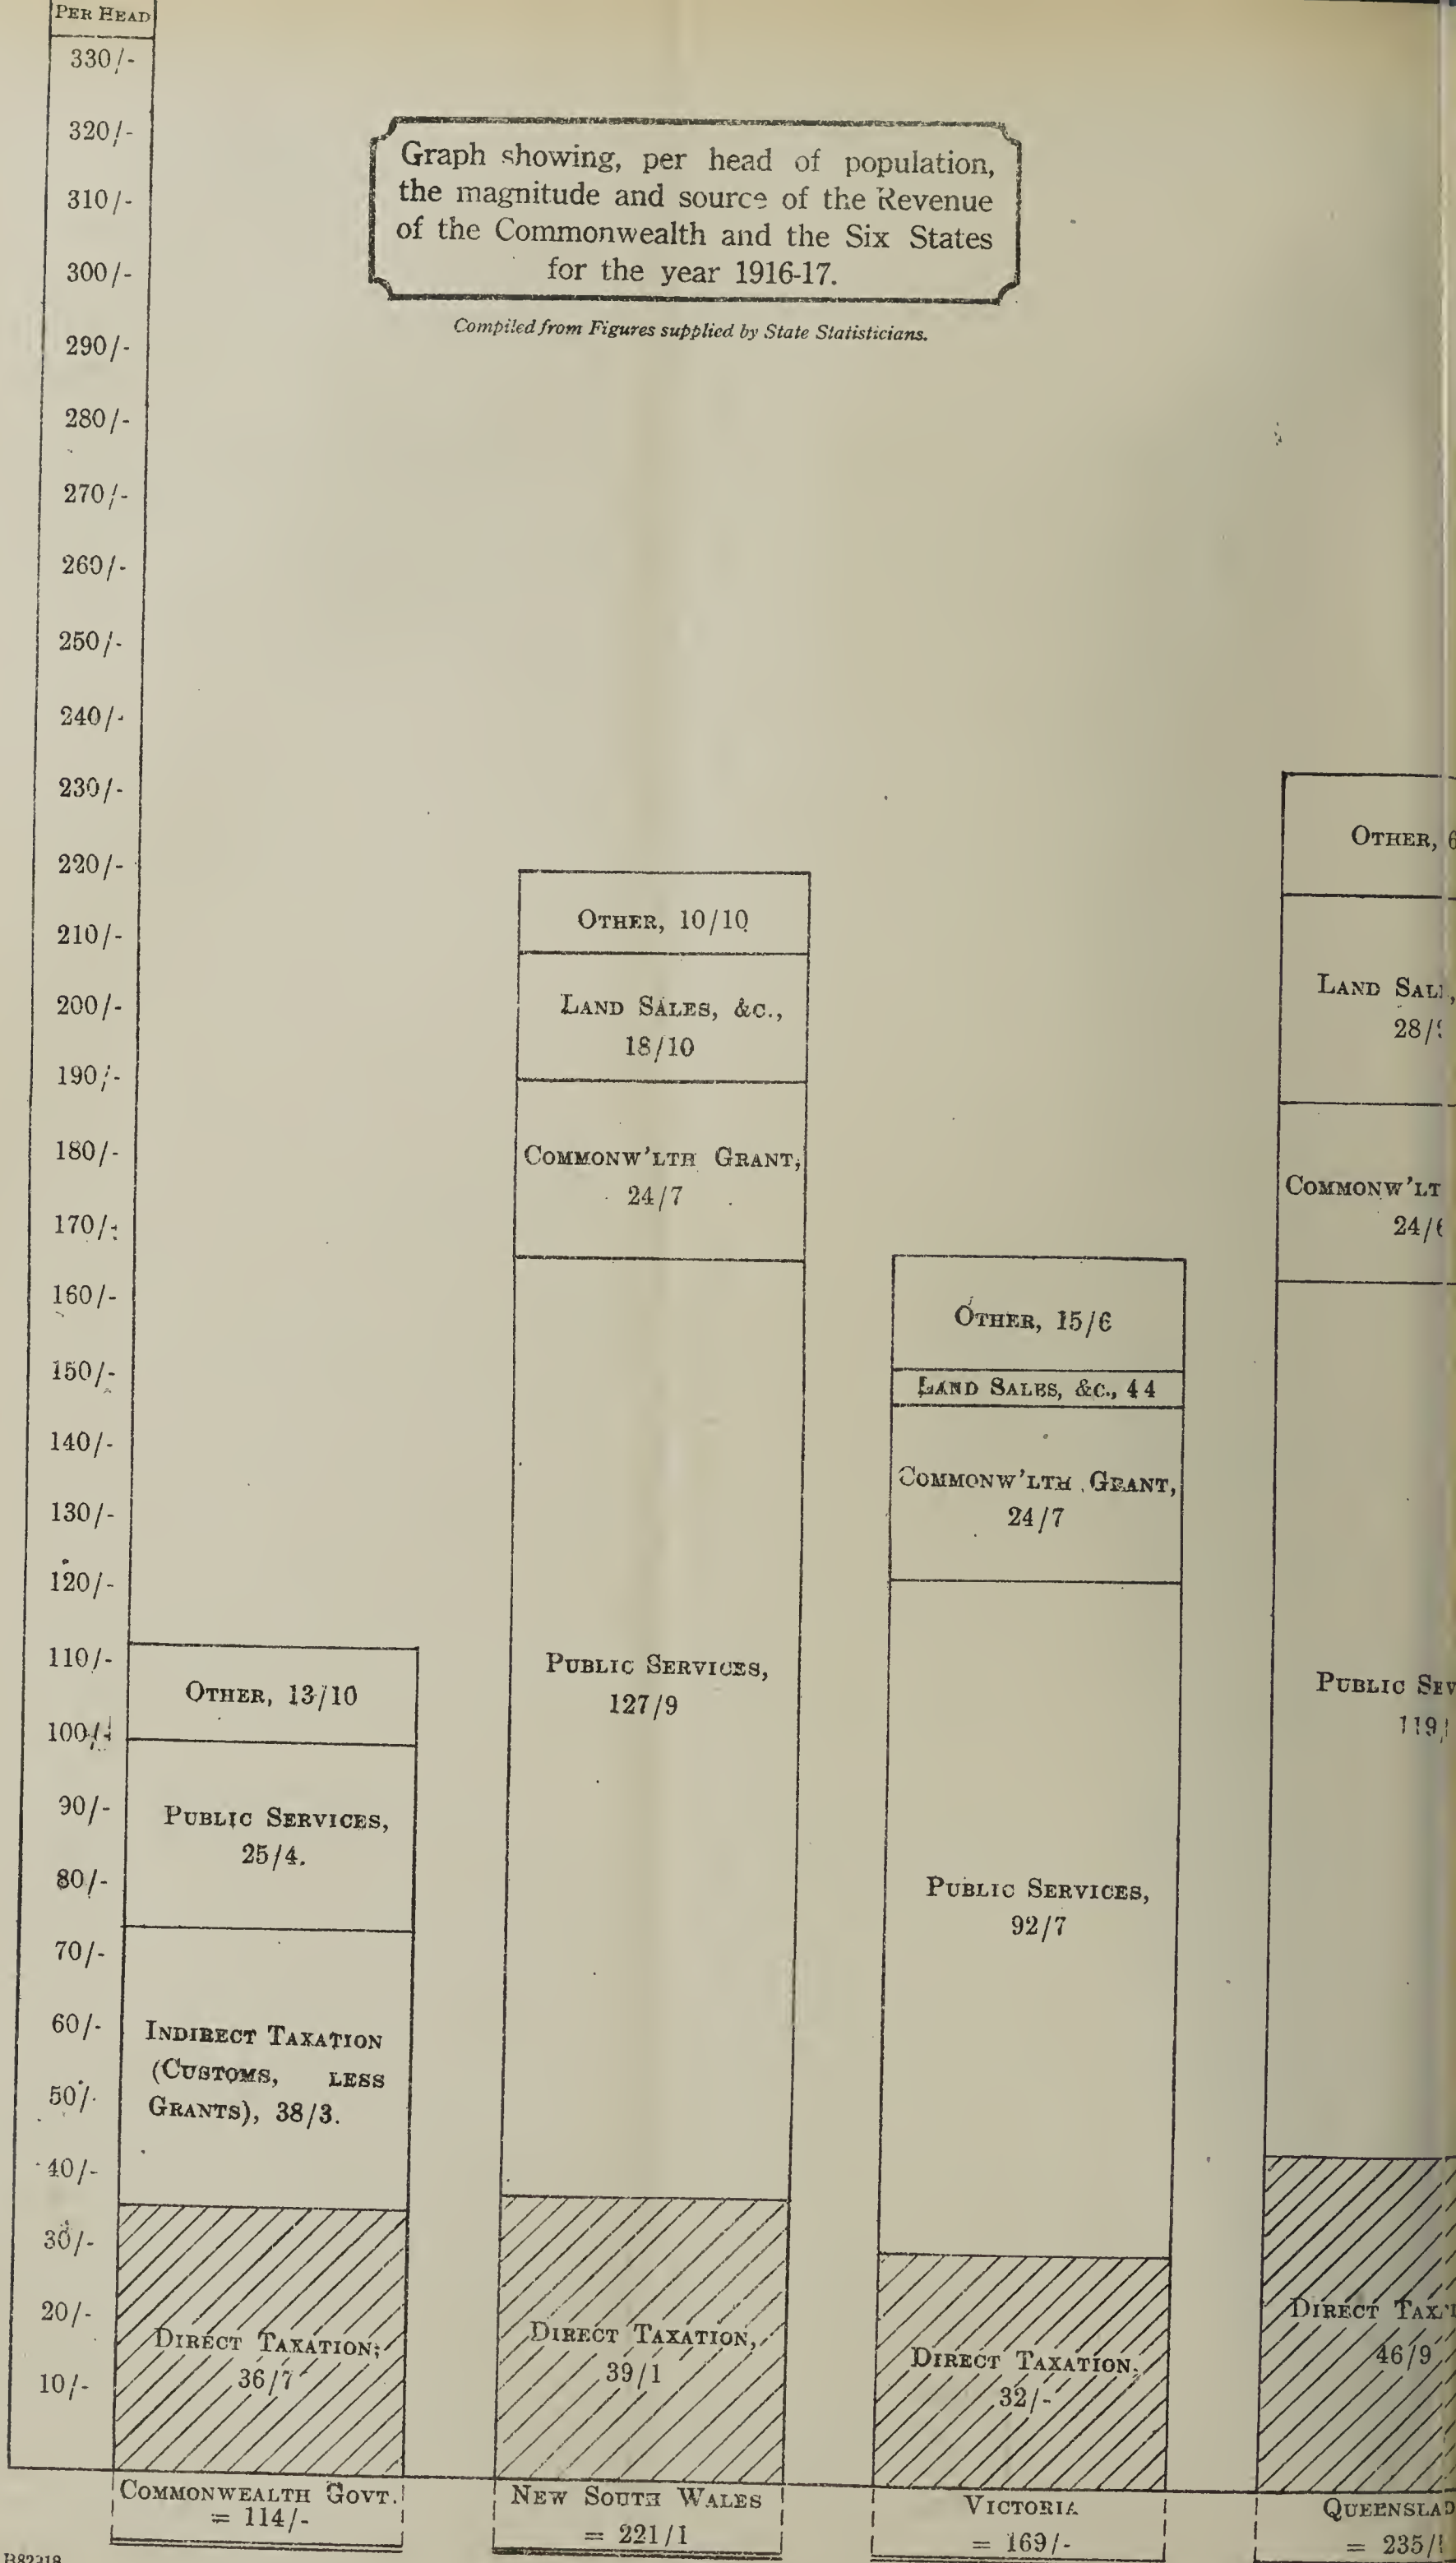 PER HEAD
330/-
320/-
310/-
300/-
290/-
280/-
270/-
260/-
250/-
240/-
230/-
220/-
210/-
200/-
190/-
180/-
170/-
160/-
150/-
140/-
130/-
120/-
110/-
100/-
90/-
80/-
70/-
60/-
50/-
40/-
30/-
20/-
10/-
Graph showing, per head of population,
the magnitude and source of the Revenue
of the Commonwealth and the Six States
for the year 1916-17.
Compiled from Figures supplied by State Statisticians.
OTHER, 13/10
PUBLIC SERVICES,
25/4.
INDIRECT TAXATION
(CUSTOMS, LESS
GRANTS), 38/3.
DIRECT TAXATION,
36/7
COMMONWEALTH GOVT.
= 114/-
OTHER, 10/10
LAND SALES, &C.,
18/10
COMMONW'LTH GRANT,
24/7
PUBLIC SERVICES,
127/9
DIRECT TAXATION,
39/1
NEW SOUTH WALES
= 221/1
OTHER, 15/6
LAND SALES, &C., 4 4
COMMONW'LTH GRANT,
24/7
PUBLIC SERVICES,
92/7
DIRECT TAXATION,
32/-
VICTORIA
= 169/-
OTHER,
LAND
28/
COMMONW'LT
24/
PUBLIC
119
DIRECT TAX
46/9
= 235/